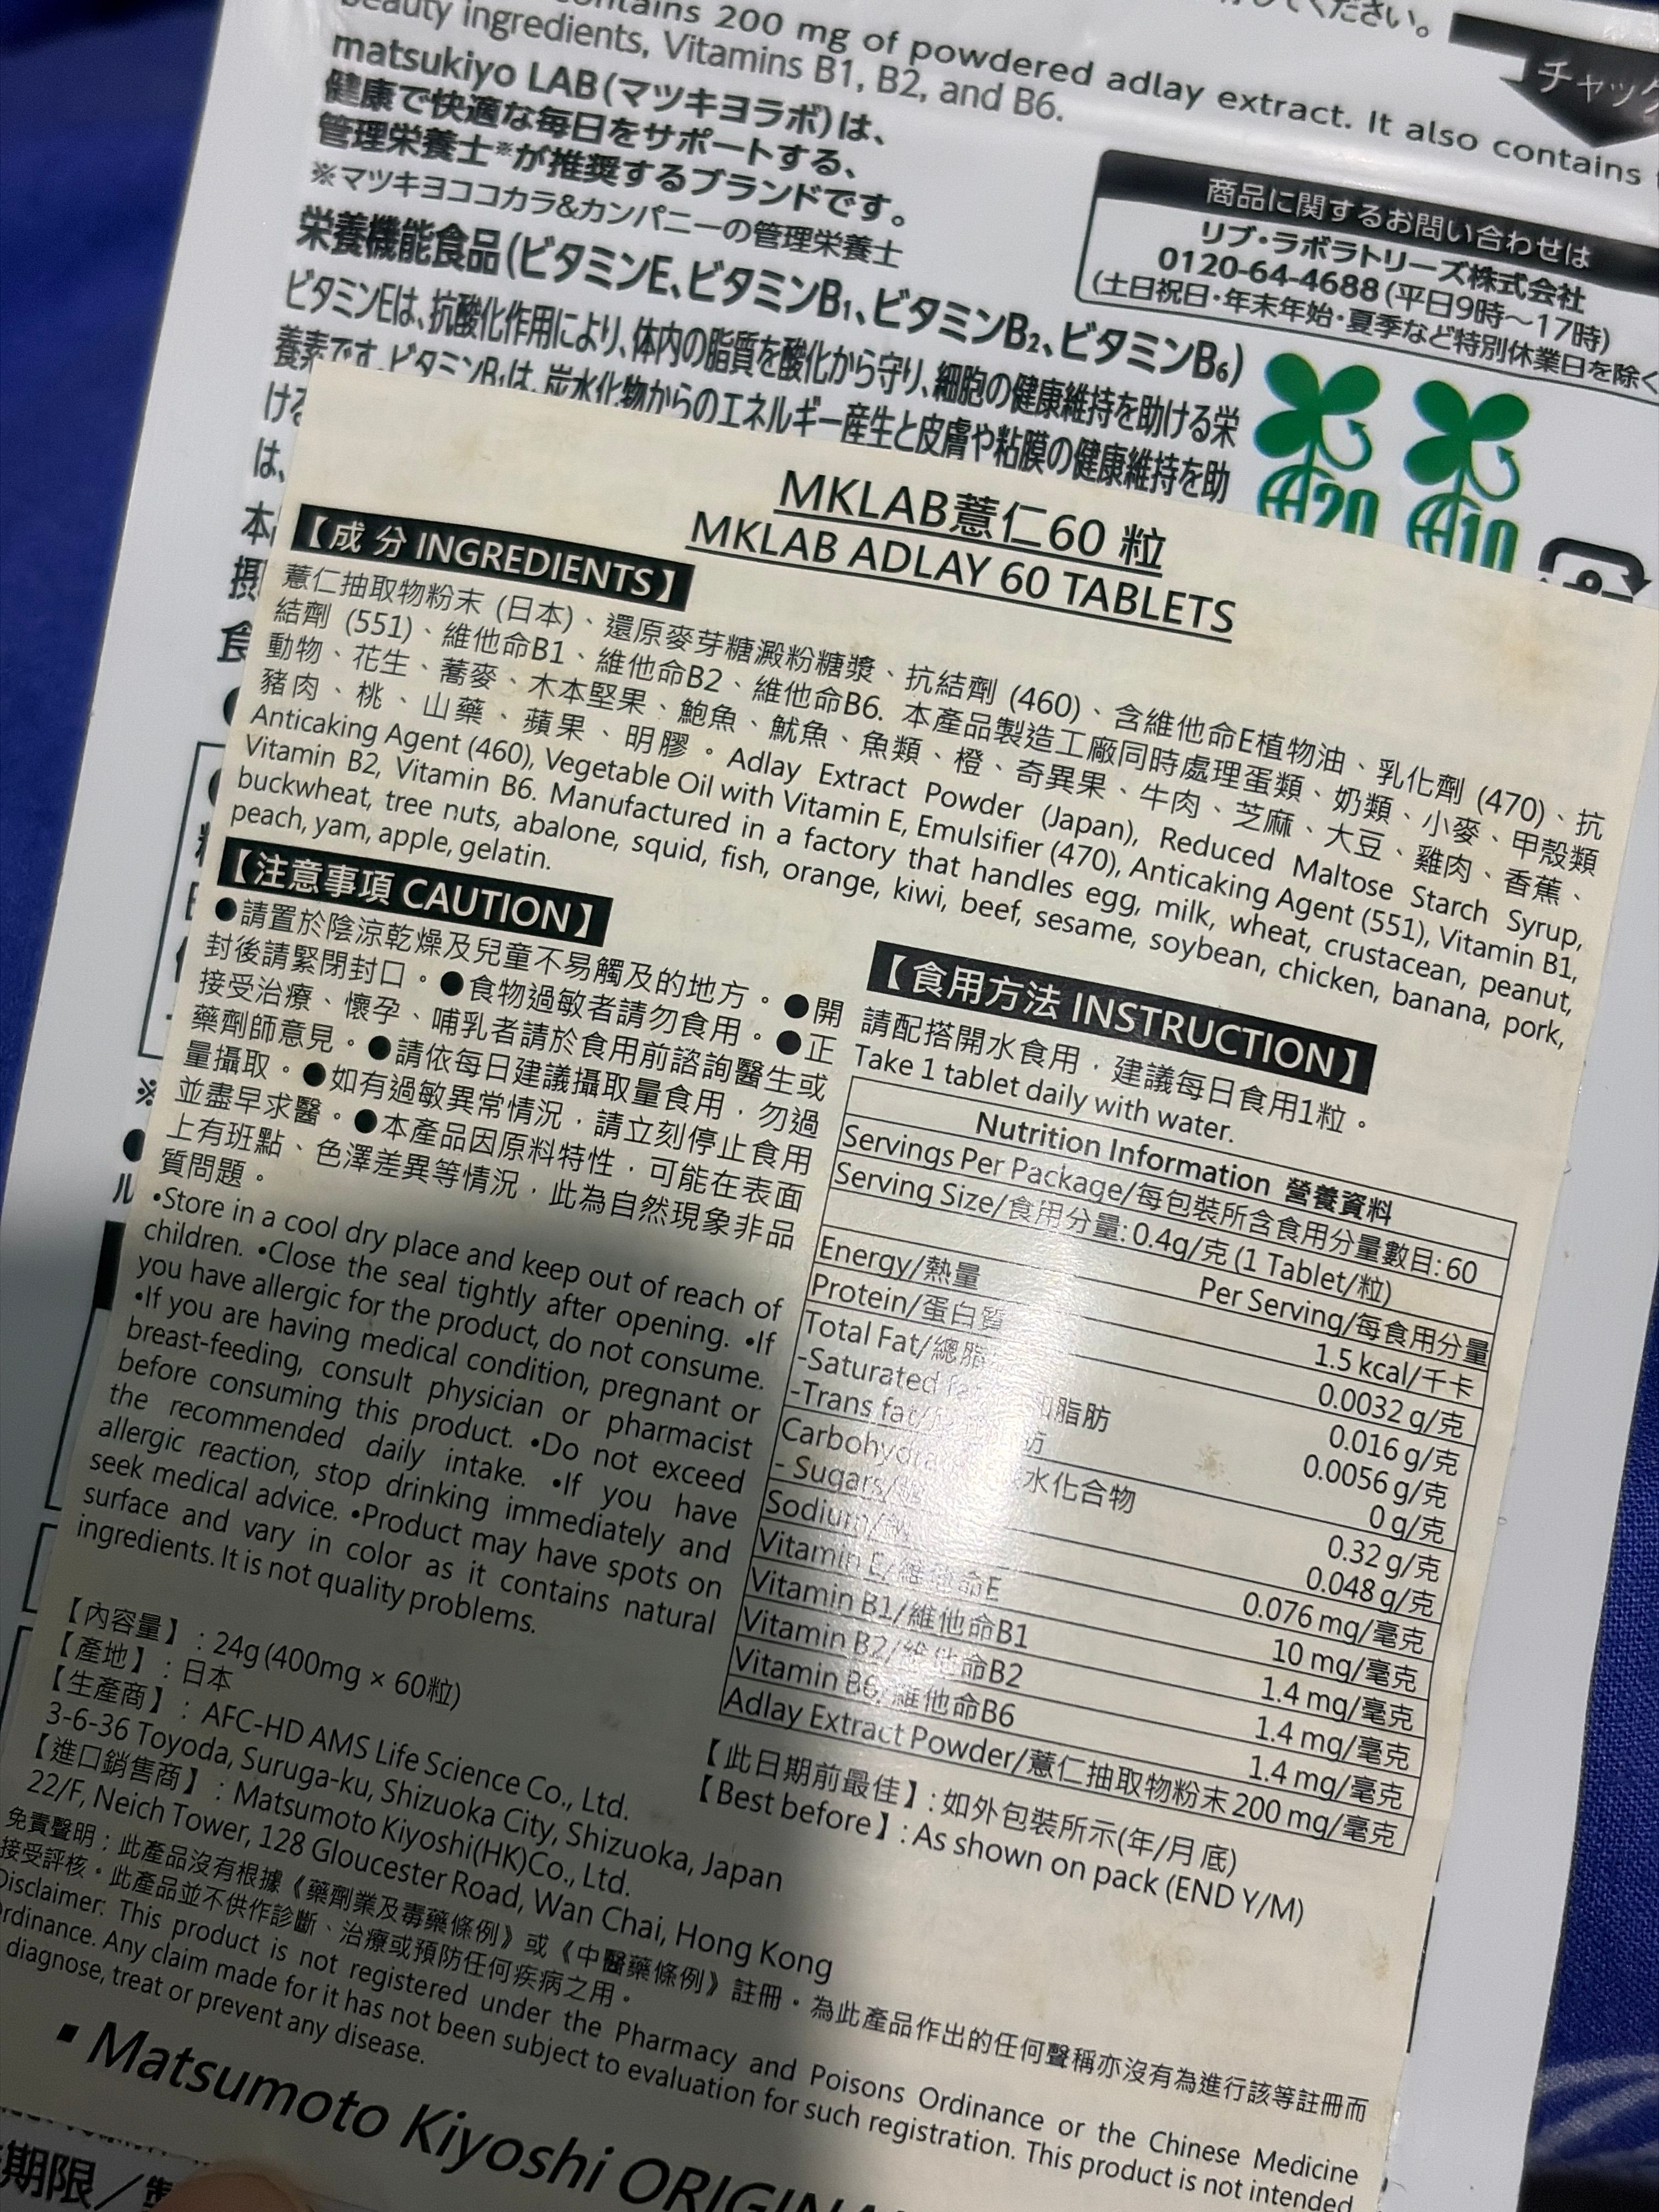 contains 200 mg of powdered adlay extract. It also contains
beauty ingredients, Vitamins B1, B2, and B6.
matsukiyo LAB(マツキヨラボ)は、
健康で快適な毎日をサポートする、
管理栄養士※が推奨するブランドです。
※マツキヨココカラ&カンパニーの管理栄養士
ください。
チャック
商品に関するお問い合わせは
リブ・ラボラトリーズ株式会社
0120-64-4688(平日9時～17時)
(土日祝日・年末年始・夏季など特別休業日を除く
栄養機能食品(ビタミンE、ビタミンB₁、ビタミンB₂、ビタミンB₆)
ビタミンEは、抗酸化作用により、体内の脂質を酸化から守り、細胞の健康維持を助ける栄
養素です。ビタミンB₁は、炭水化物からのエネルギー産生と皮膚や粘膜の健康維持を助
ける
は、
本
摂
食
20
10
MKLAB薏仁60 粒
MKLAB ADLAY 60 TABLETS
【成 分 INGREDIENTS】
薏仁抽取物粉末 (日本)、還原麥芽糖澱粉糖漿、抗結劑 (460)、含維他命E植物油、乳化劑 (470)、抗
結劑 (551)、維他命B1、維他命B2、維他命B6. 本產品製造工廠同時處理蛋類、奶類、小麥、甲殼類
動物、花生、蕎麥、木本堅果、鮑魚、魷魚、魚類、橙、奇異果、牛肉、芝麻、大豆、雞肉、香蕉、
豬肉、桃、山藥、蘋果、明膠。Adlay Extract Powder (Japan), Reduced Maltose Starch Syrup,
Anticaking Agent (460), Vegetable Oil with Vitamin E, Emulsifier (470), Anticaking Agent (551), Vitamin B1,
Vitamin B2, Vitamin B6. Manufactured in a factory that handles egg, milk, wheat, crustacean, peanut,
buckwheat, tree nuts, abalone, squid, fish, orange, kiwi, beef, sesame, soybean, chicken, banana, pork,
peach, yam, apple, gelatin.
【注意事項 CAUTION】
●請置於陰涼乾燥及兒童不易觸及的地方。●開
封後請緊閉封口。●食物過敏者請勿食用。●正
接受治療、懷孕、哺乳者請於食用前諮詢醫生或
藥劑師意見。●請依每日建議攝取量食用，勿過
量攝取。●如有過敏異常情況，請立刻停止食用
並盡早求醫。●本產品因原料特性，可能在表面
上有班點、色澤差異等情況，此為自然現象非品
質問題。
•Store in a cool dry place and keep out of reach of
children. •Close the seal tightly after opening. •If
you have allergic for the product, do not consume.
•If you are having medical condition, pregnant or
breast-feeding, consult physician or pharmacist
before consuming this product. •Do not exceed
the recommended daily intake. •If you have
allergic reaction, stop drinking immediately and
seek medical advice. •Product may have spots on
surface and vary in color as it contains natural
ingredients. It is not quality problems.
【食用方法 INSTRUCTION】
請配搭開水食用，建議每日食用1粒。
Take 1 tablet daily with water.
Nutrition Information 營養資料
Servings Per Package/每包裝所含食用分量數目: 60
Serving Size/食用分量: 0.4g/克 (1 Tablet/粒)
Per Serving/每食用分量
Energy/熱量 1.5 kcal/千卡
Protein/蛋白質 0.0032 g/克
Total Fat/總脂 0.016 g/克
-Saturated fat 和脂肪 0.0056 g/克
-Trans fat/ 肪 0 g/克
Carbohydra 水化合物 0.32 g/克
- Sugars/糖 0.048 g/克
Sodium/鈉 0.076 mg/毫克
Vitamin E/維他命E 10 mg/毫克
Vitamin B1/維他命B1 1.4 mg/毫克
Vitamin B2/維他命B2 1.4 mg/毫克
Vitamin B6/維他命B6 1.4 mg/毫克
Adlay Extract Powder/薏仁抽取物粉末 200 mg/毫克
【此日期前最佳】: 如外包裝所示(年/月 底)
【Best before】: As shown on pack (END Y/M)
【內容量】: 24g (400mg × 60粒)
【產地】: 日本
【生產商】: AFC-HD AMS Life Science Co., Ltd.
3-6-36 Toyoda, Suruga-ku, Shizuoka City, Shizuoka, Japan
【進口銷售商】: Matsumoto Kiyoshi(HK)Co., Ltd.
22/F, Neich Tower, 128 Gloucester Road, Wan Chai, Hong Kong
免責聲明：此產品沒有根據《藥劑業及毒藥條例》或《中醫藥條例》註冊。為此產品作出的任何聲稱亦沒有為進行該等註冊而
接受評核。此產品並不供作診斷、治療或預防任何疾病之用。
Disclaimer: This product is not registered under the Pharmacy and Poisons Ordinance or the Chinese Medicine
Ordinance. Any claim made for it has not been subject to evaluation for such registration. This product is not intended
diagnose, treat or prevent any disease.
▪ Matsumoto Kiyoshi ORIGINA
期限／製